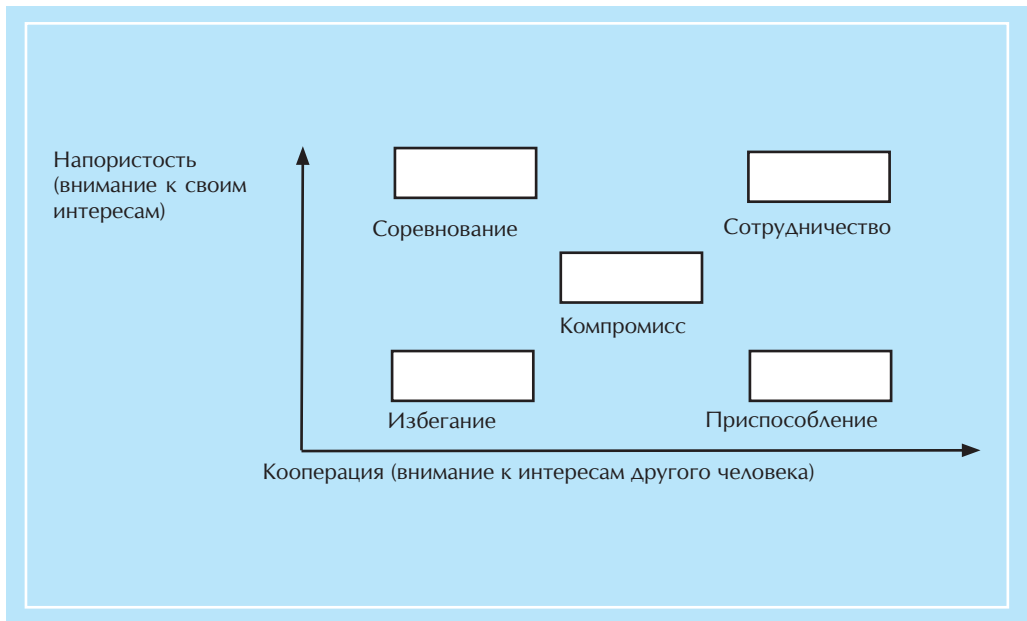 Напористость
(внимание к своим
интересам)
Соревнование
Сотрудничество
Компромисс
Избегание
Приспособление
Кооперация (внимание к интересам другого человека)